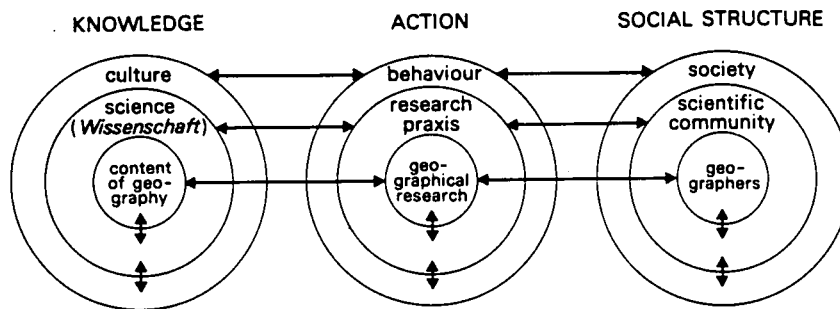 KNOWLEDGE
ACTION
SOCIAL STRUCTURE
culture
behaviour
society
science
(Wissenschaft)
research
praxis
scientific
community
content
of geo-
graphy
geo-
graphical
research
geo-
graphers